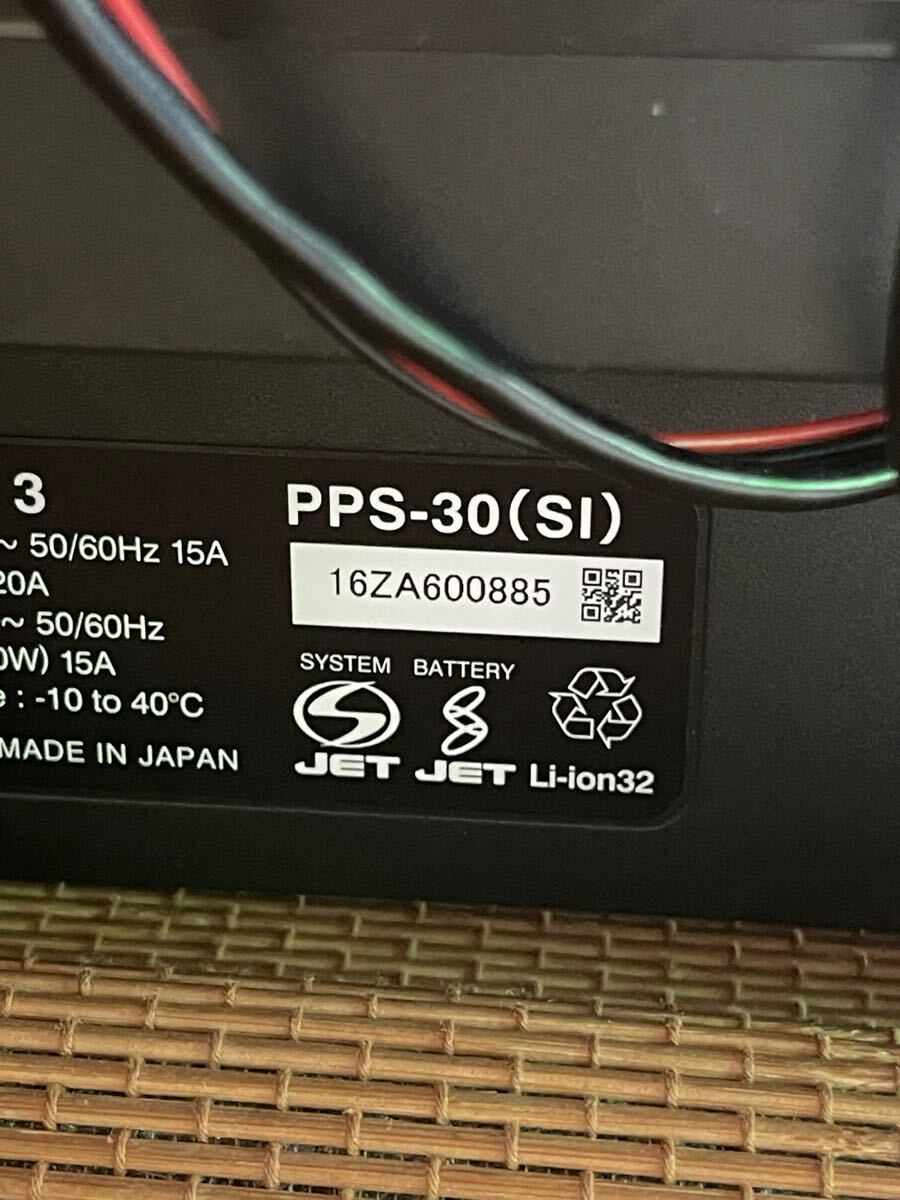 3
~ 50/60Hz 15A
20A
~ 50/60Hz
0W) 15A
e : -10 to 40°C
MADE IN JAPAN
PPS-30(SI)
16ZA600885
SYSTEM BATTERY
JET JET Li-ion32